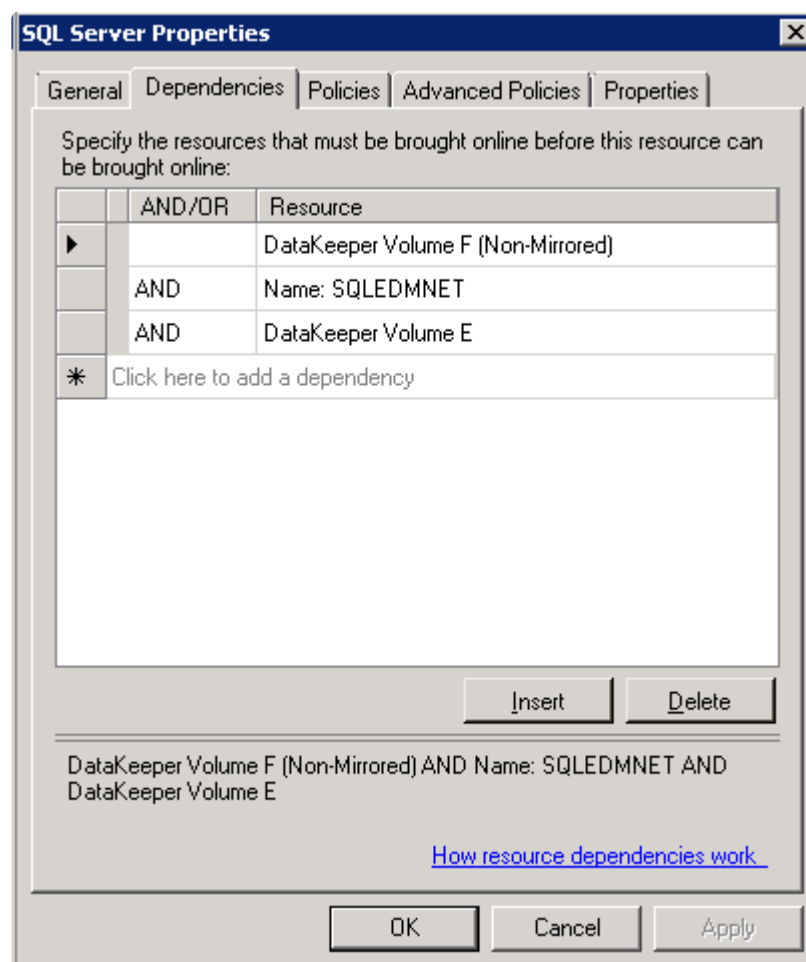 SQL Server Properties
General Dependencies Policies Advanced Policies Properties
Specify the resources that must be brought online before this resource can
be brought online:
AND/OR Resource
DataKeeper Volume F (Non-Mirrored)
AND Name: SQLEDMNET
AND DataKeeper Volume E
Click here to add a dependency
Insert Delete
DataKeeper Volume F (Non-Mirrored) AND Name: SQLEDMNET AND
DataKeeper Volume E
How resource dependencies work
OK Cancel Apply